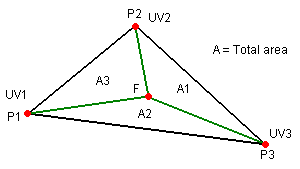 P2 UV2
A = Total area
A3
A1
UV1
F
A2
P1
UV3
P3